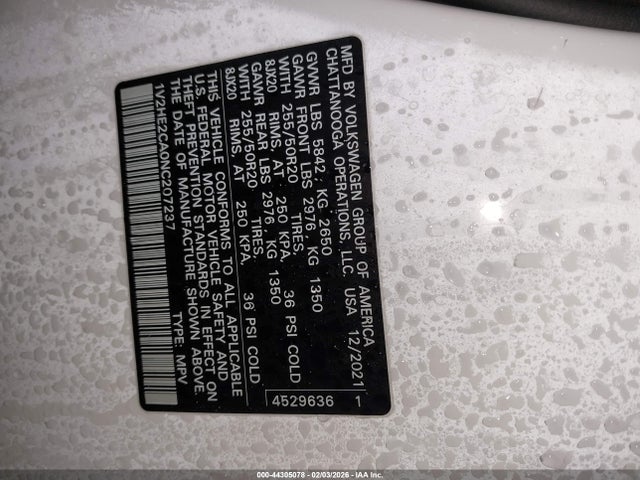 MFD BY VOLKSWAGEN GROUP OF AMERICA
CHATTANOOGA OPERATIONS, LLC. USA 12/2021
GVWR LBS 5842; KG 2650
GAWR FRONT LBS 2976 KG 1350
WITH 255/50R20 TIRES,
8JX20 RIMS, AT 250 KPA, 36 PSI COLD
GAWR REAR LBS 2976 KG 1350
WITH 255/50R20 TIRES,
8JX20 RIMS, AT 250 KPA, 36 PSI COLD
THIS VEHICLE CONFORMS TO ALL APPLICABLE
U.S. FEDERAL MOTOR VEHICLE SAFETY AND
THEFT PREVENTION STANDARDS IN EFFECT ON
THE DATE OF MANUFACTURE SHOWN ABOVE.
1V2HE2CA0NC207237 TYPE: MPV
4529636 1
000-44305078 - 02/03/2026 - IAA Inc.